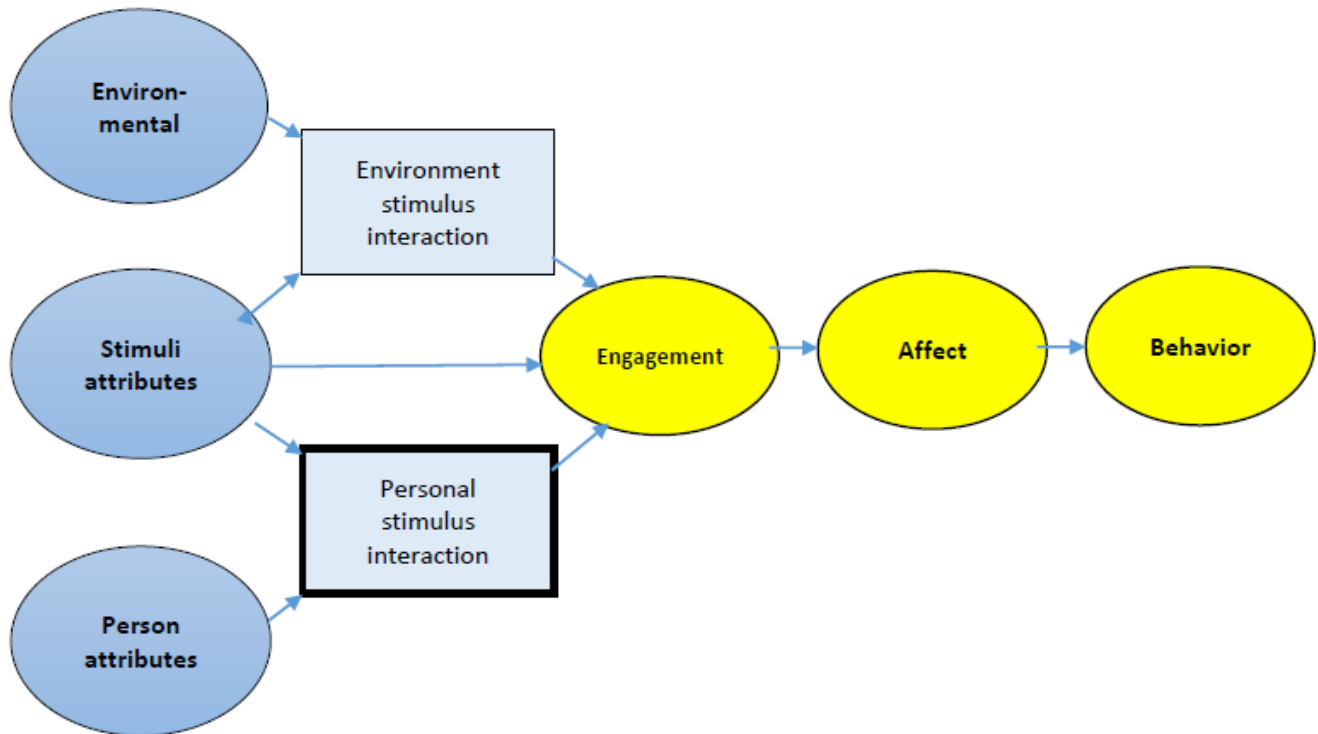 Environ-
mental
Environment
stimulus
interaction
Stimuli
attributes
Engagement
Affect
Behavior
Personal
stimulus
interaction
Person
attributes